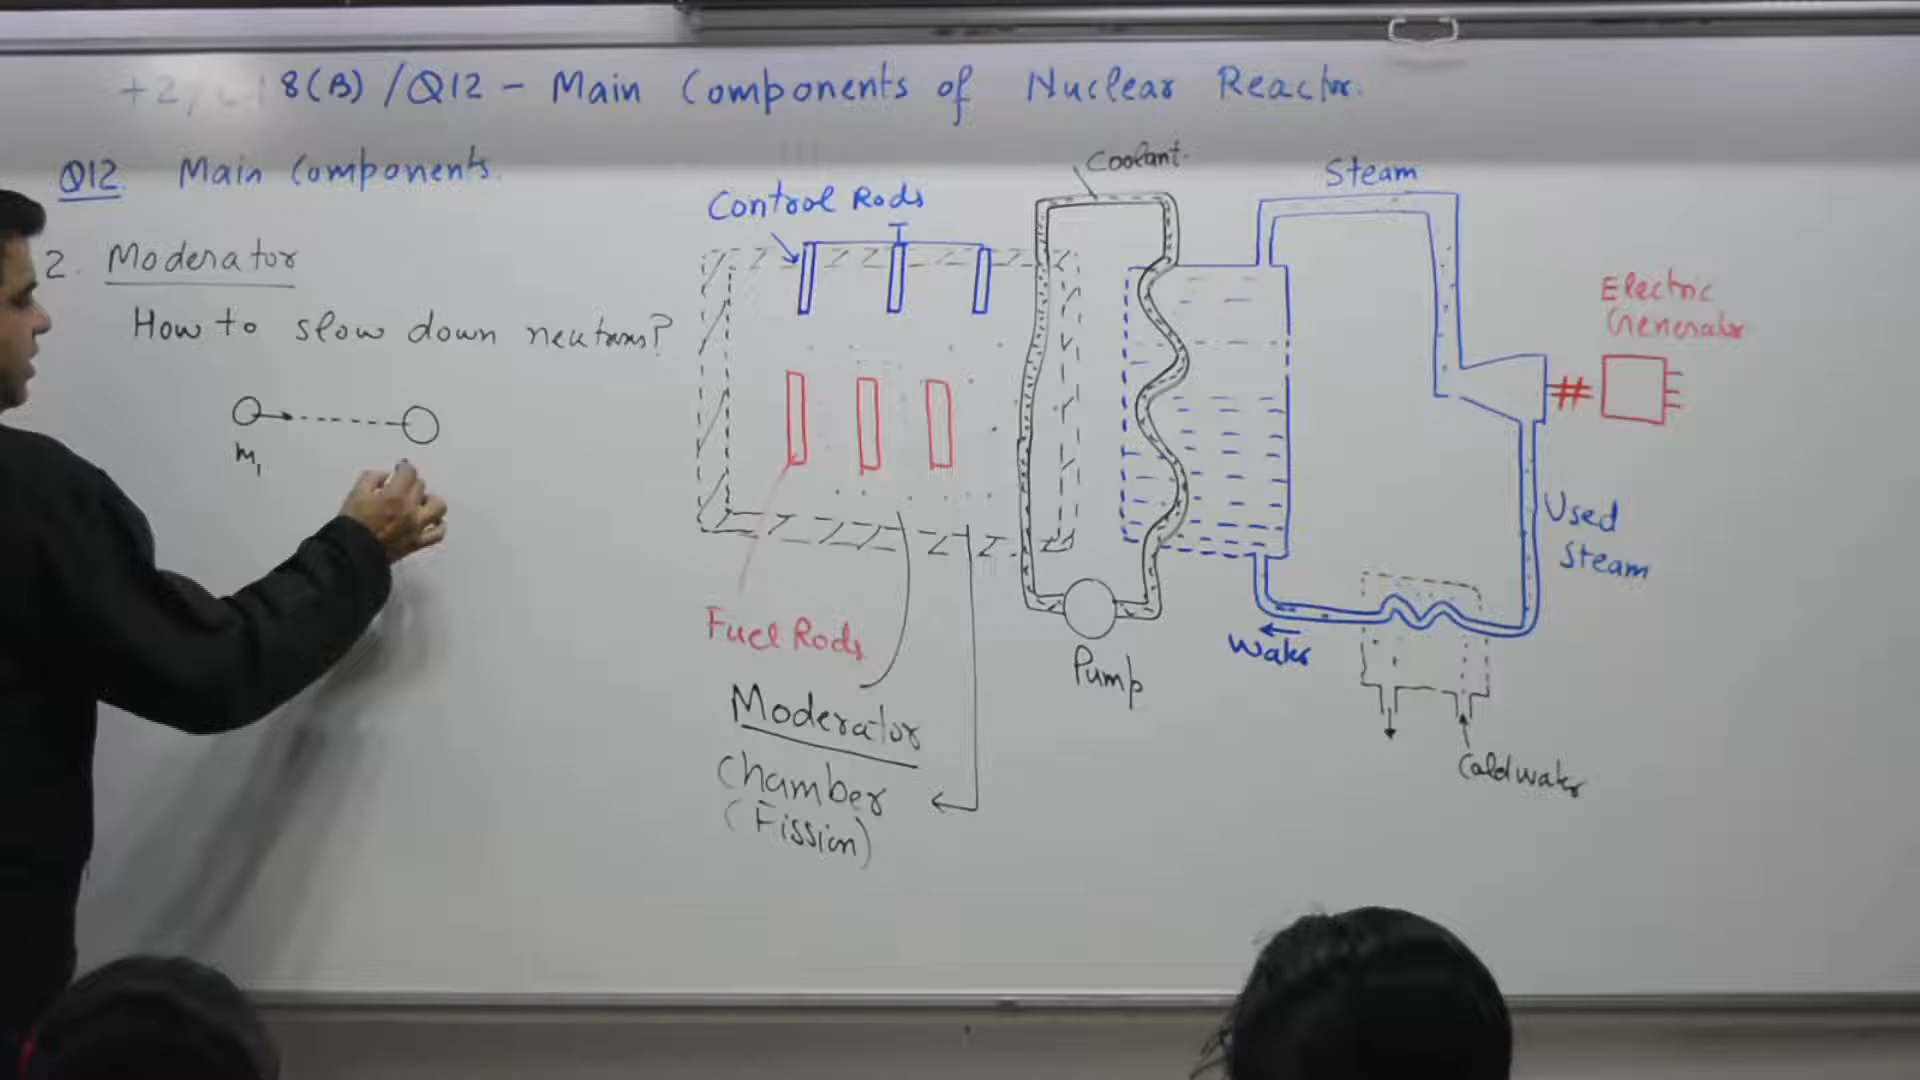 8(B) / Q12 - Main Components of Nuclear Reactor.
Q12. Main Components.
2. Moderator
How to slow down neutrons?
m₁
Control Rods
Coolant.
Steam
Electric
Generator
Fuel Rods
Moderator
Chamber
(Fission)
Pump
Water
Used
Steam
Cold water